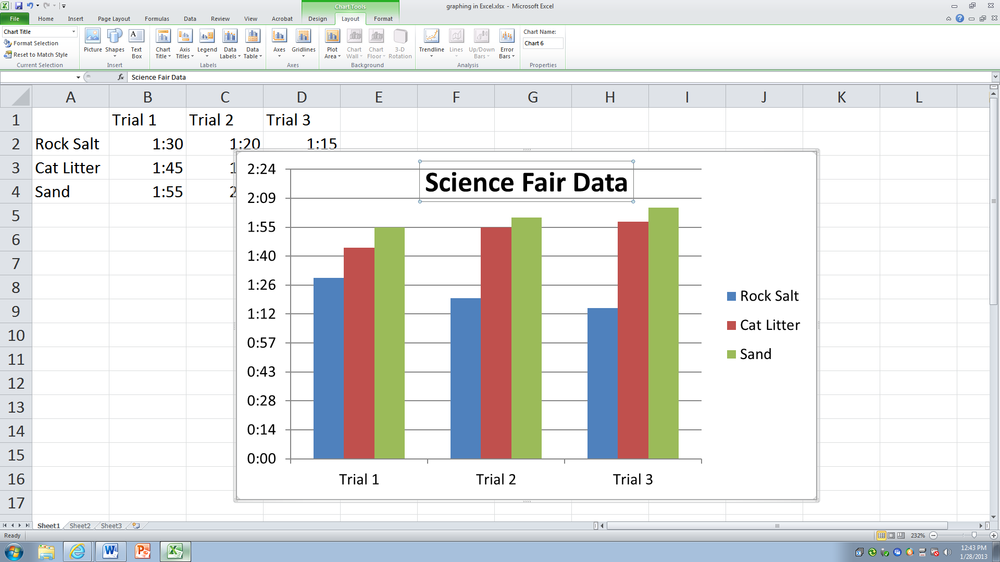 Chart Tools
graphing in Excel.xlsx - Microsoft Excel
File Home Insert Page Layout Formulas Data Review View Acrobat Design Layout Format
Chart Title
Format Selection
Reset to Match Style
Current Selection
Picture Shapes Text Box
Insert
Chart Title Axis Titles Legend Data Labels Data Table
Labels
Axes Gridlines
Axes
Plot Area Chart Wall Chart Floor 3-D Rotation
Background
Trendline Lines Up/Down Bars Error Bars
Analysis
Chart Name:
Chart 6
Properties
fx Science Fair Data
A B C D E F G H I J K L
1 Trial 1 Trial 2 Trial 3
2 Rock Salt 1:30 1:20 1:15
3 Cat Litter 1:45 1
4 Sand 1:55 2
5
6
7
8
9
10
11
12
13
14
15
16
17
Science Fair Data
2:24
2:09
1:55
1:40
1:26
1:12
0:57
0:43
0:28
0:14
0:00
Trial 1 Trial 2 Trial 3
Rock Salt
Cat Litter
Sand
Sheet1 Sheet2 Sheet3
Ready
232%
12:43 PM
1/28/2013